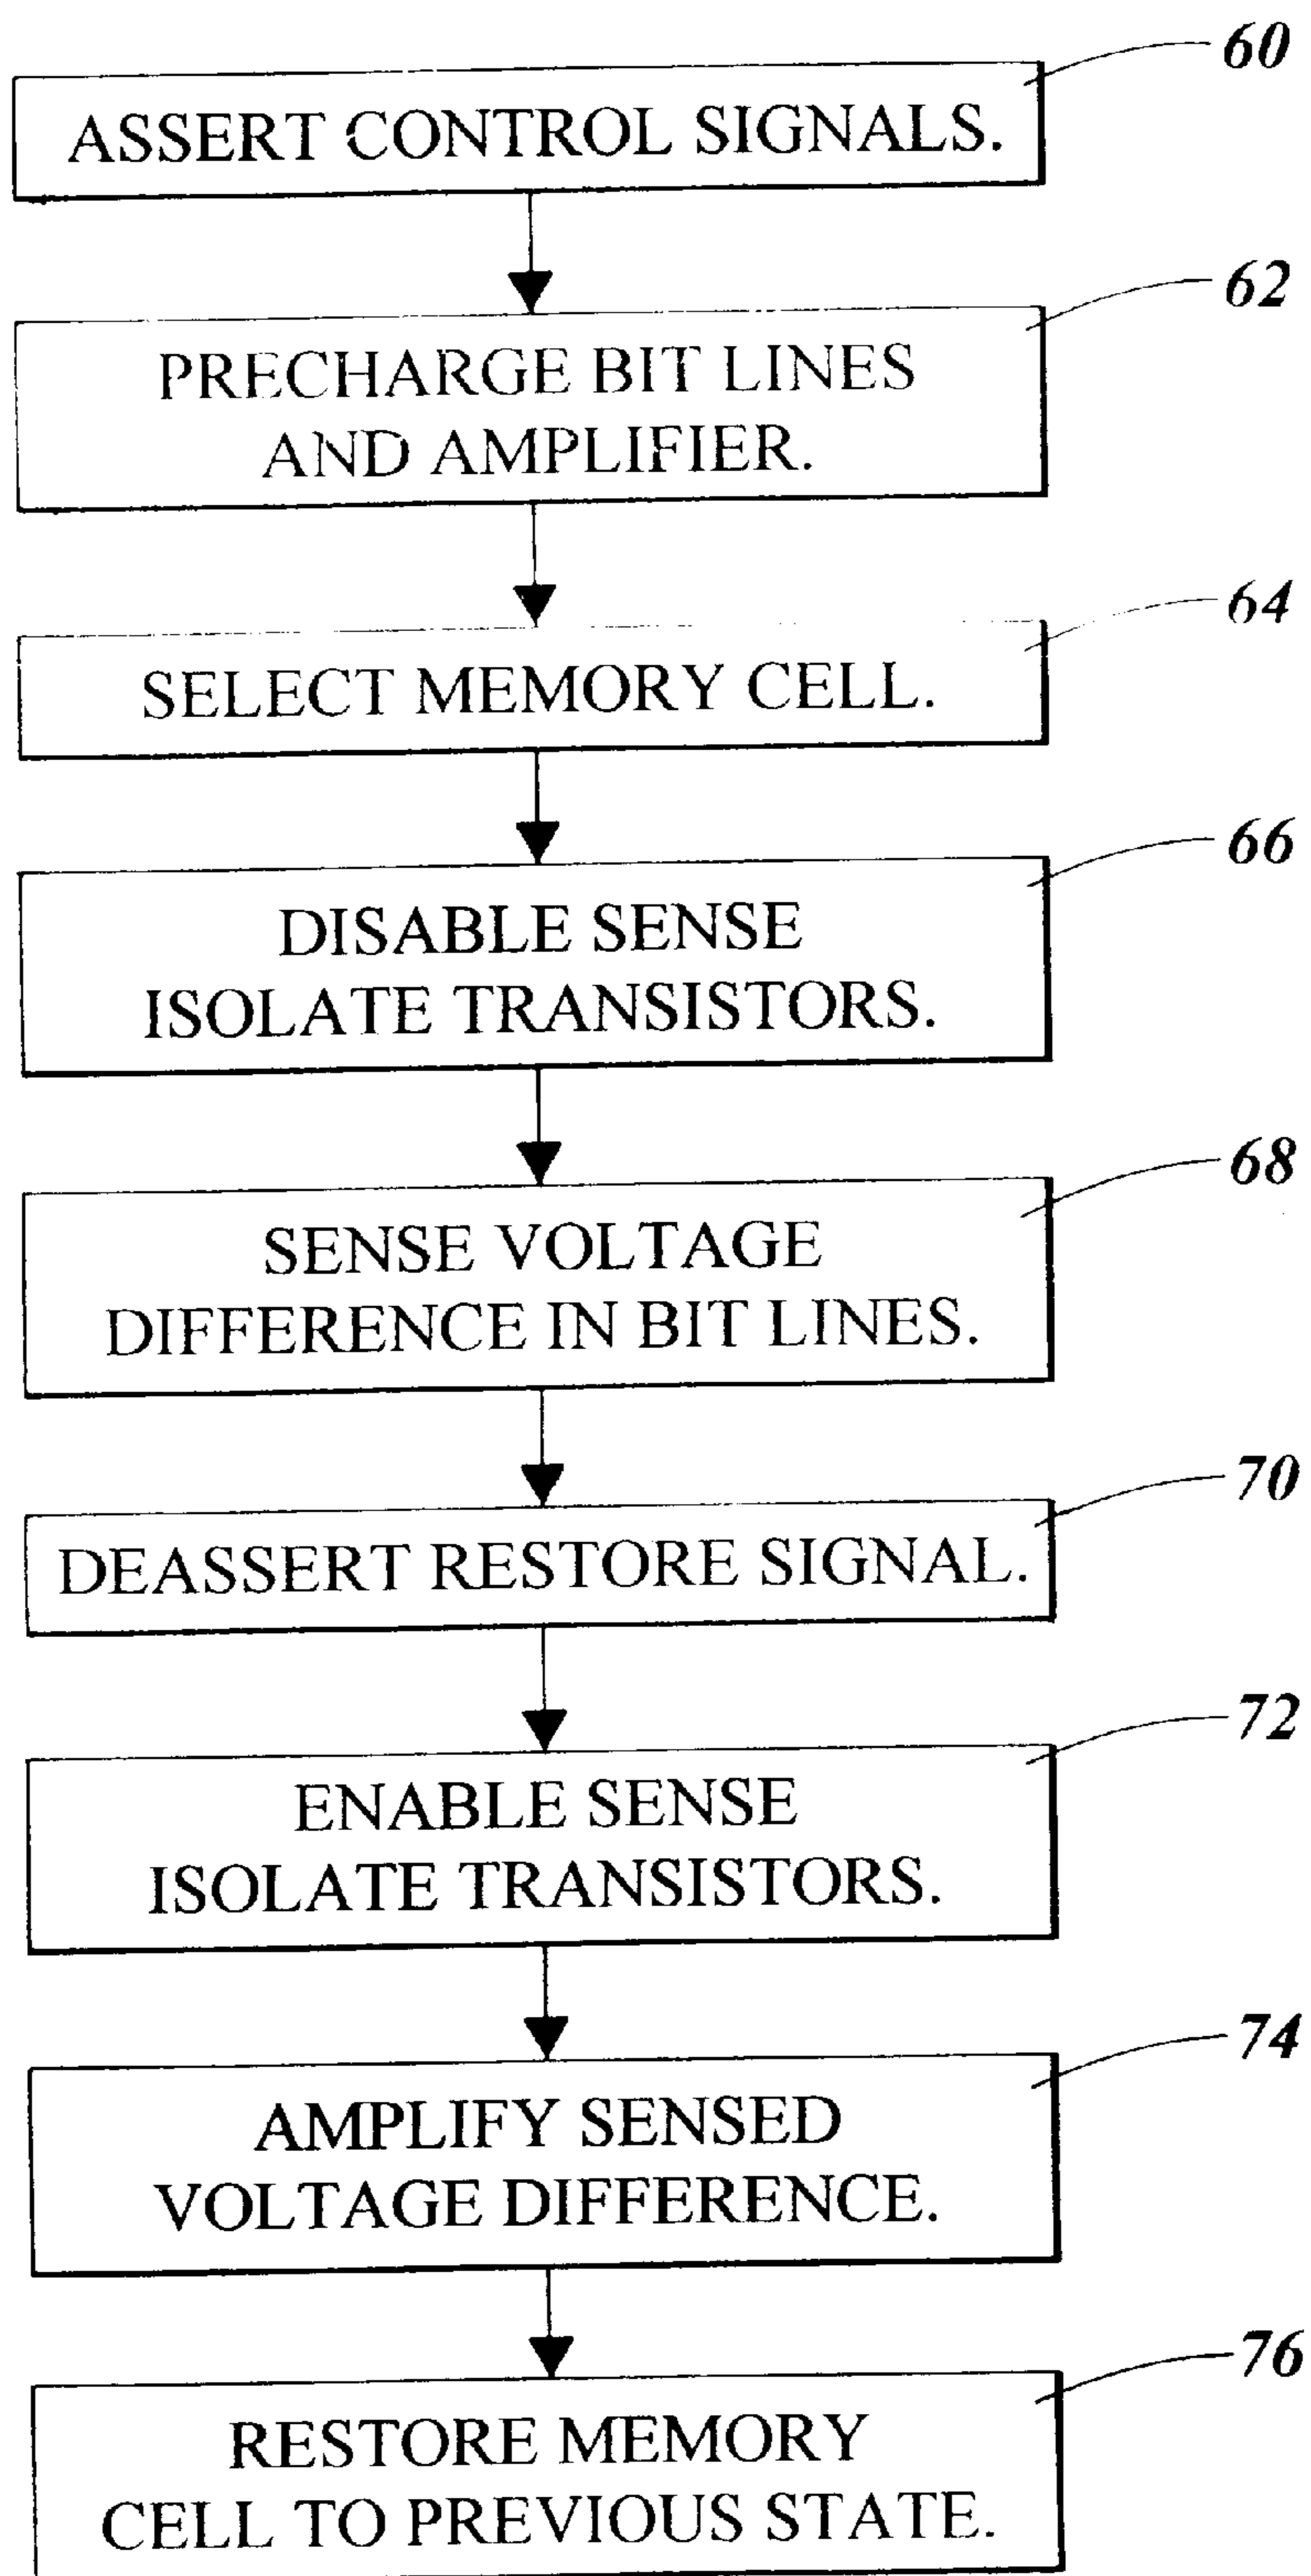 60
ASSERT CONTROL SIGNALS.
62
PRECHARGE BIT LINES
AND AMPLIFIER.
64
SELECT MEMORY CELL.
66
DISABLE SENSE
ISOLATE TRANSISTORS.
68
SENSE VOLTAGE
DIFFERENCE IN BIT LINES.
70
DEASSERT RESTORE SIGNAL.
72
ENABLE SENSE
ISOLATE TRANSISTORS.
74
AMPLIFY SENSED
VOLTAGE DIFFERENCE.
76
RESTORE MEMORY
CELL TO PREVIOUS STATE.